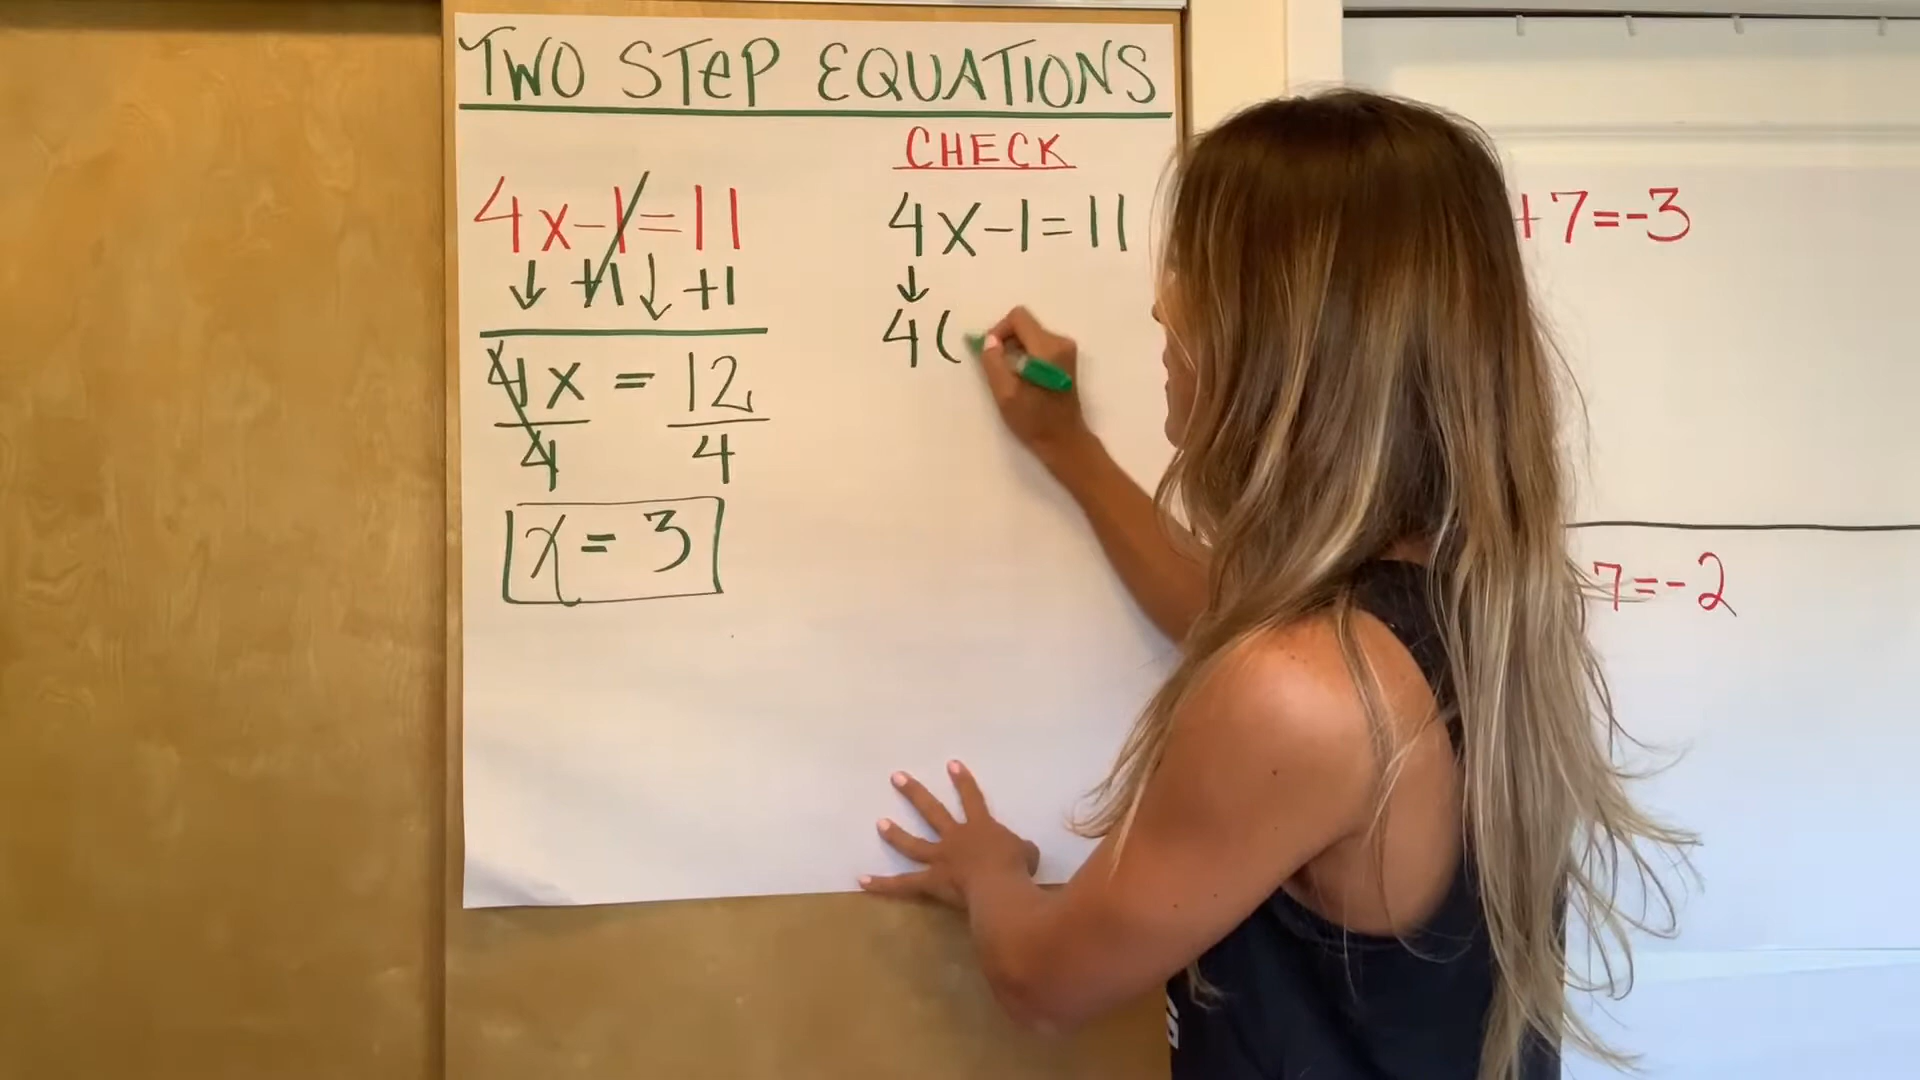 TWO STEP EQUATIONS
4x-1=11
+1 +1
4x = 12
4 4
x = 3
CHECK
4x-1=11
4(
+7=-3
7=-2